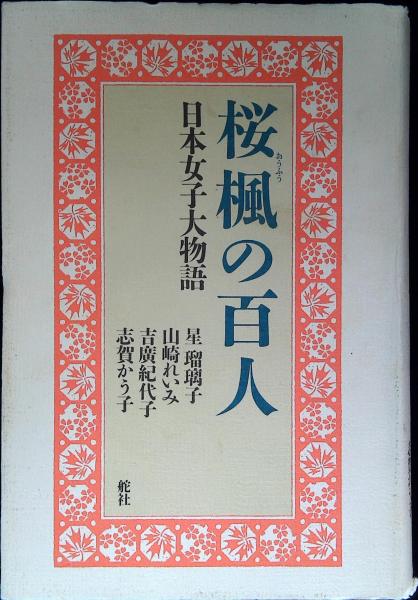 桜楓の百人
おうふう
日本女子大物語
星 瑠璃子
山崎れいみ
吉廣紀代子
志賀かう子
舵社